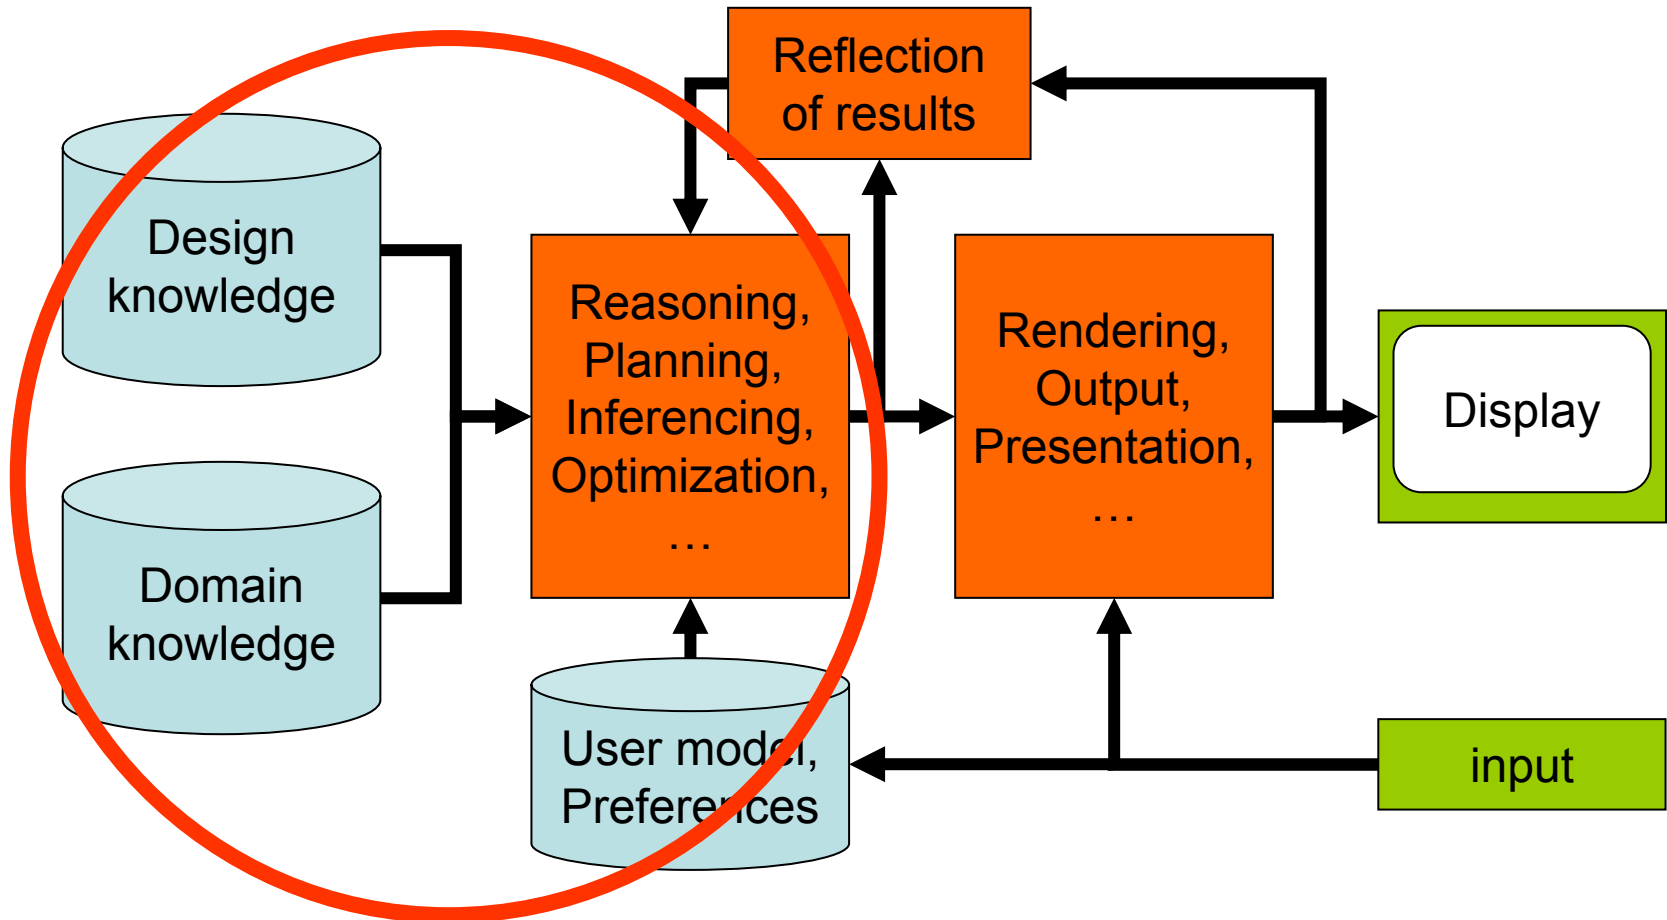 Reflection
of results
Design
knowledge
Reasoning,
Planning,
Inferencing,
Optimization,
…
Rendering,
Output,
Presentation,
…
Display
Domain
knowledge
User model,
Preferences
input